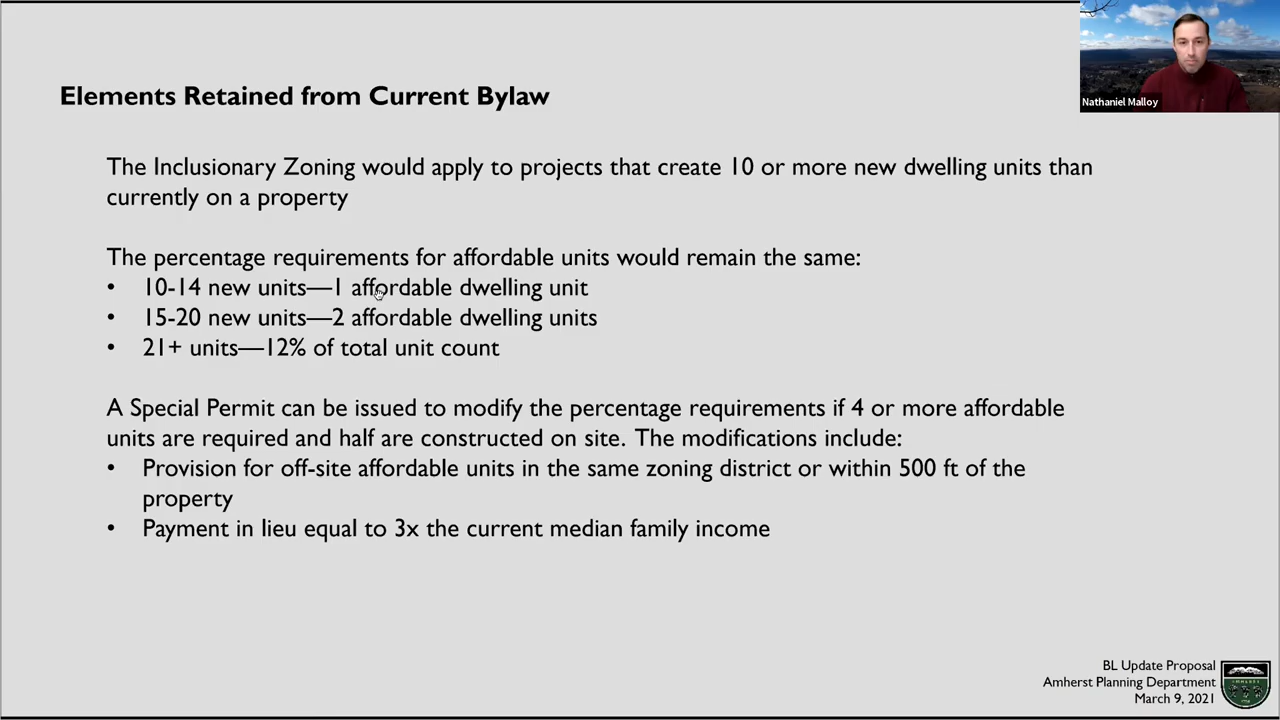 Elements Retained from Current Bylaw
Nathaniel Malloy
The Inclusionary Zoning would apply to projects that create 10 or more new dwelling units than
currently on a property
The percentage requirements for affordable units would remain the same:
• 10-14 new units—1 affordable dwelling unit
• 15-20 new units—2 affordable dwelling units
• 21+ units—12% of total unit count
A Special Permit can be issued to modify the percentage requirements if 4 or more affordable
units are required and half are constructed on site. The modifications include:
• Provision for off-site affordable units in the same zoning district or within 500 ft of the
property
• Payment in lieu equal to 3x the current median family income
BL Update Proposal
Amherst Planning Department
March 9, 2021